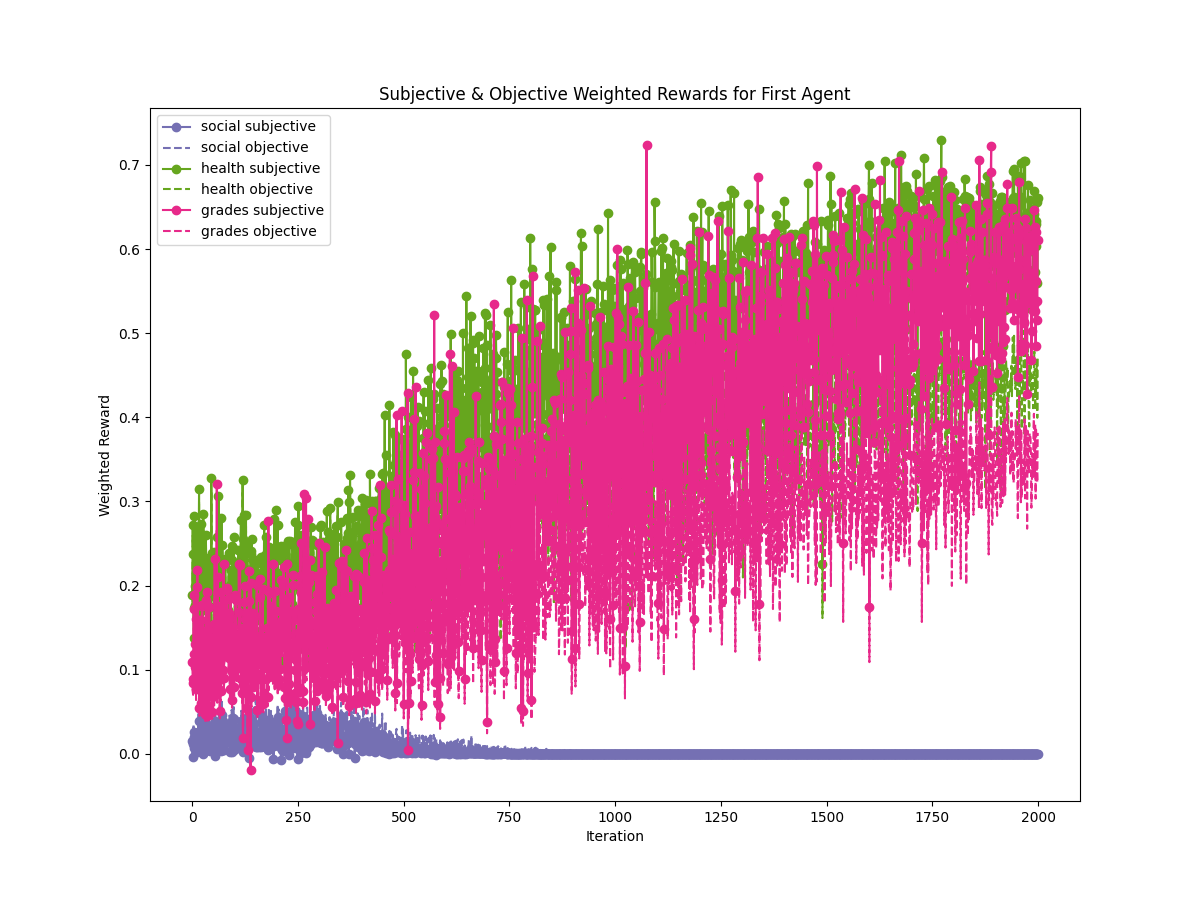 Subjective & Objective Weighted Rewards for First Agent
social subjective
social objective
health subjective
health objective
grades subjective
grades objective
0.7
0.6
0.5
0.4
0.3
0.2
0.1
0.0
Weighted Reward
0 250 500 750 1000 1250 1500 1750 2000
Iteration